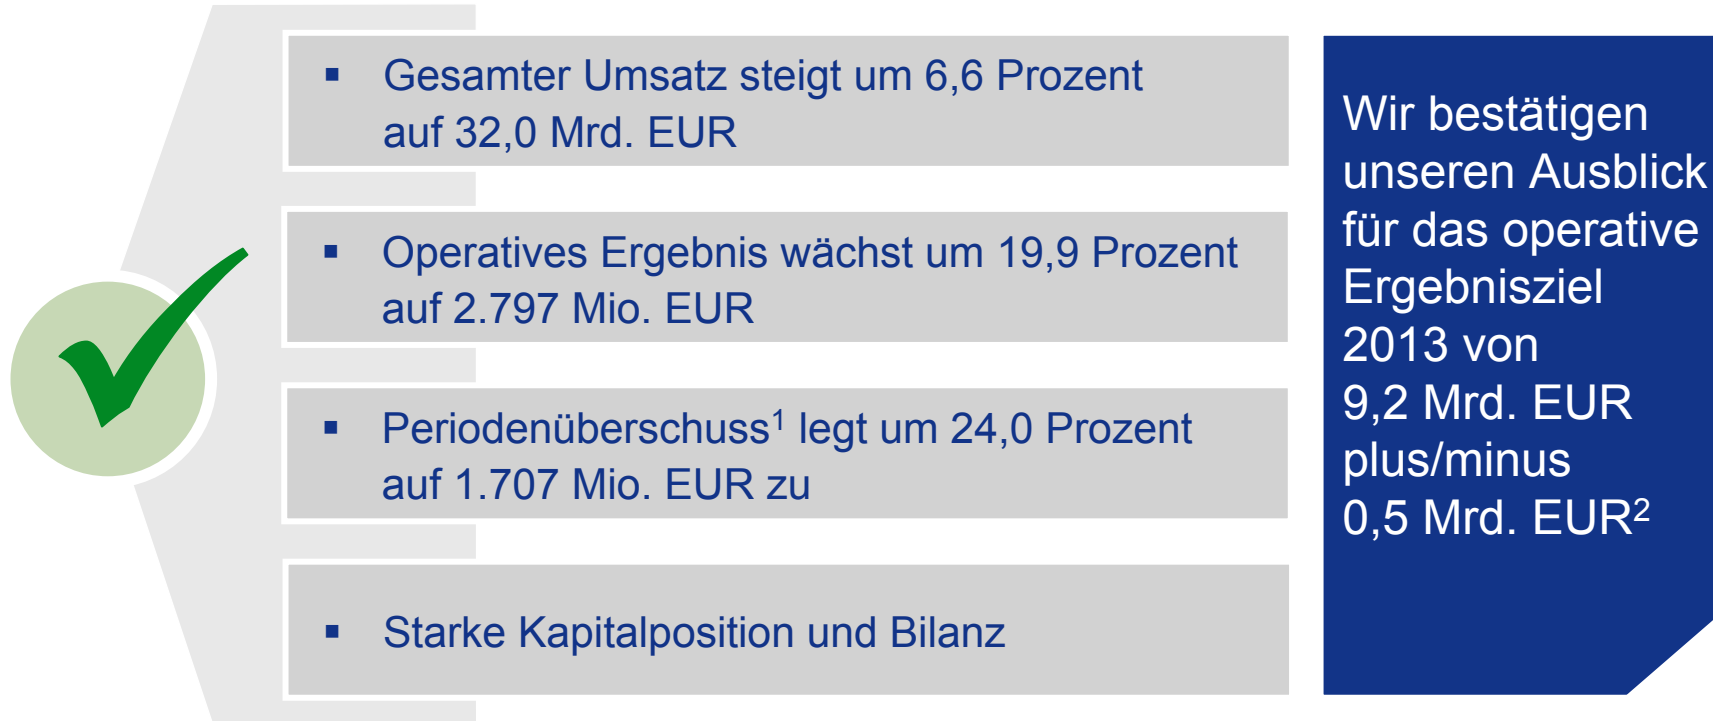 ▪ Gesamter Umsatz steigt um 6,6 Prozent
auf 32,0 Mrd. EUR
▪ Operatives Ergebnis wächst um 19,9 Prozent
auf 2.797 Mio. EUR
▪ Periodenüberschuss¹ legt um 24,0 Prozent
auf 1.707 Mio. EUR zu
▪ Starke Kapitalposition und Bilanz
Wir bestätigen
unseren Ausblick
für das operative
Ergebnisziel
2013 von
9,2 Mrd. EUR
plus/minus
0,5 Mrd. EUR²